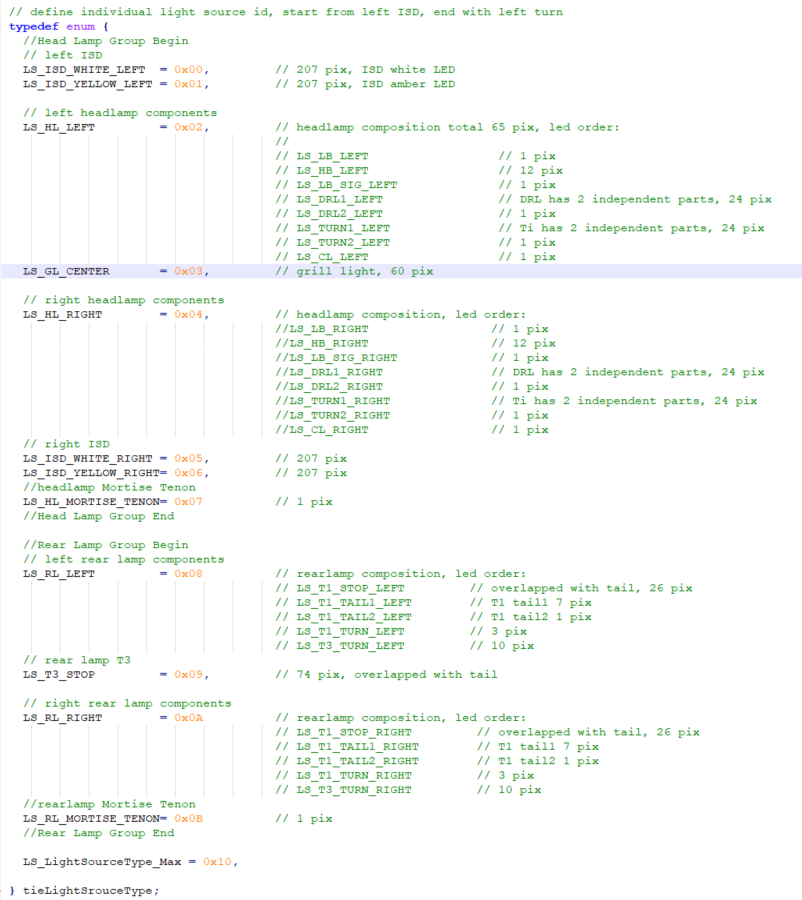 // define individual light source id, start from left ISD, end with left turn
typedef enum {
//Head Lamp Group Begin
// left ISD
LS_ISD_WHITE_LEFT = 0x00, // 207 pix, ISD white LED
LS_ISD_YELLOW_LEFT = 0x01, // 207 pix, ISD amber LED
// left headlamp components
LS_HL_LEFT = 0x02, // headlamp composition total 65 pix, led order:
//
// LS_LB_LEFT // 1 pix
// LS_HB_LEFT // 12 pix
// LS_LB_SIG_LEFT // 1 pix
// LS_DRL1_LEFT // DRL has 2 independent parts, 24 pix
// LS_DRL2_LEFT // 1 pix
// LS_TURN1_LEFT // Ti has 2 independent parts, 24 pix
// LS_TURN2_LEFT // 1 pix
// LS_CL_LEFT // 1 pix
LS_GL_CENTER = 0x03, // grill light, 60 pix
// right headlamp components
LS_HL_RIGHT = 0x04, // headlamp composition, led order:
//LS_LB_RIGHT // 1 pix
//LS_HB_RIGHT // 12 pix
//LS_LB_SIG_RIGHT // 1 pix
//LS_DRL1_RIGHT // DRL has 2 independent parts, 24 pix
//LS_DRL2_RIGHT // 1 pix
//LS_TURN1_RIGHT // Ti has 2 independent parts, 24 pix
//LS_TURN2_RIGHT // 1 pix
//LS_CL_RIGHT // 1 pix
// right ISD
LS_ISD_WHITE_RIGHT = 0x05, // 207 pix
LS_ISD_YELLOW_RIGHT= 0x06, // 207 pix
//headlamp Mortise Tenon
LS_HL_MORTISE_TENON= 0x07 // 1 pix
//Head Lamp Group End
//Rear Lamp Group Begin
// left rear lamp components
LS_RL_LEFT = 0x08 // rearlamp composition, led order:
// LS_T1_STOP_LEFT // overlapped with tail, 26 pix
// LS_T1_TAIL1_LEFT // T1 tail1 7 pix
// LS_T1_TAIL2_LEFT // T1 tail2 1 pix
// LS_T1_TURN_LEFT // 3 pix
// LS_T3_TURN_LEFT // 10 pix
// rear lamp T3
LS_T3_STOP = 0x09, // 74 pix, overlapped with tail
// right rear lamp components
LS_RL_RIGHT = 0x0A // rearlamp composition, led order:
// LS_T1_STOP_RIGHT // overlapped with tail, 26 pix
// LS_T1_TAIL1_RIGHT // T1 tail1 7 pix
// LS_T1_TAIL2_RIGHT // T1 tail2 1 pix
// LS_T1_TURN_RIGHT // 3 pix
// LS_T3_TURN_RIGHT // 10 pix
//rearlamp Mortise Tenon
LS_RL_MORTISE_TENON= 0x0B // 1 pix
//Rear Lamp Group End
LS_LightSourceType_Max = 0x10,
} tieLightSrouceType;